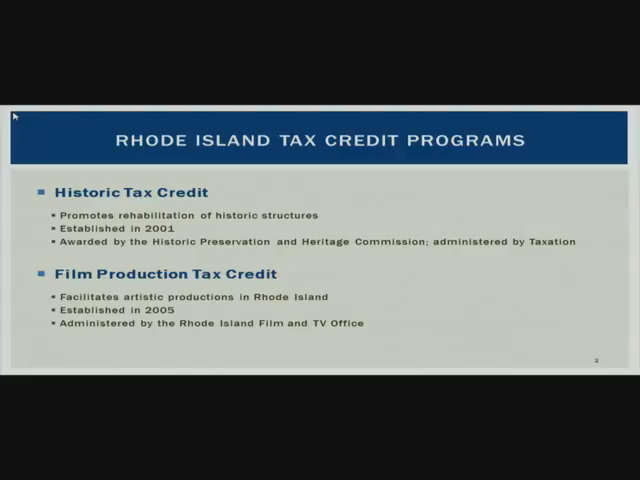 RHODE ISLAND TAX CREDIT PROGRAMS
Historic Tax Credit
Promotes rehabilitation of historic structures
Established in 2001
Awarded by the Historic Preservation and Heritage Commission; administered by Taxation
Film Production Tax Credit
Facilitates artistic productions in Rhode Island
Established in 2005
Administered by the Rhode Island Film and TV Office
2